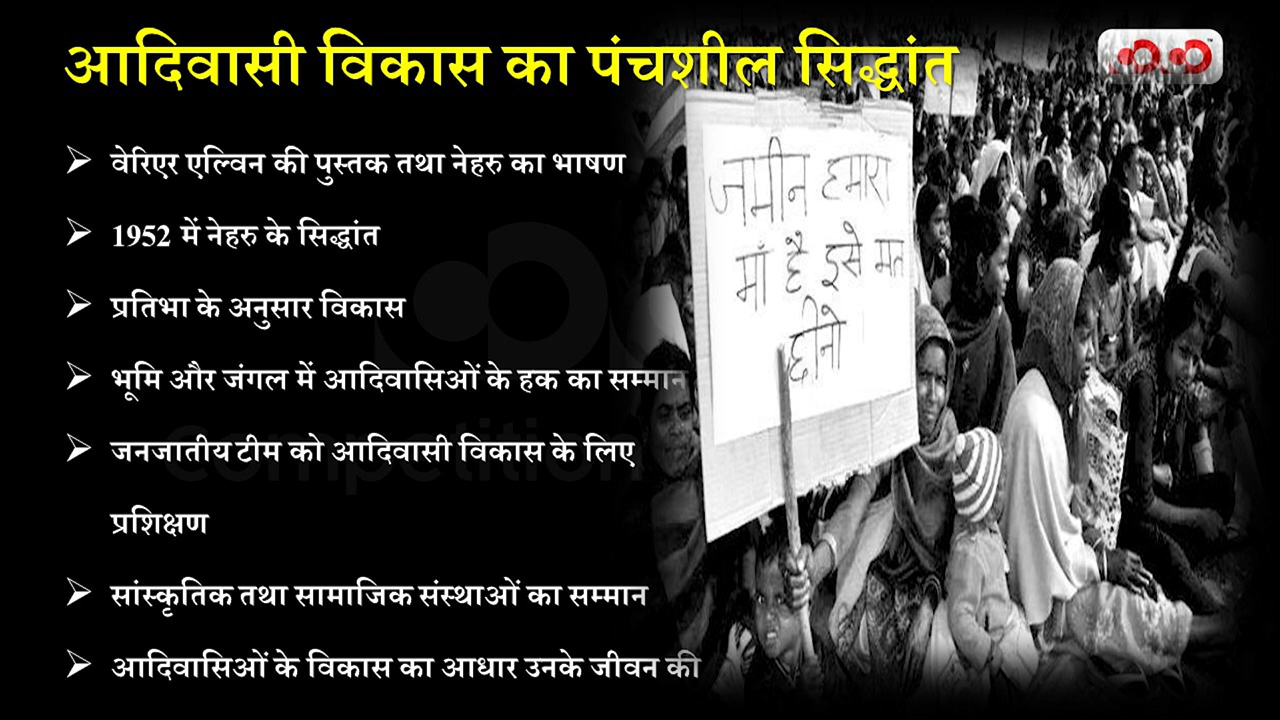 आदिवासी विकास का पंचशील सिद्धांत
वेरिएर एल्विन की पुस्तक तथा नेहरु का भाषण
1952 में नेहरु के सिद्धांत
प्रतिभा के अनुसार विकास
भूमि और जंगल में आदिवासिओं के हक का सम्मान
जनजातीय टीम को आदिवासी विकास के लिए
प्रशिक्षण
सांस्कृतिक तथा सामाजिक संस्थाओं का सम्मान
आदिवासिओं के विकास का आधार उनके जीवन की
जमीन हमारा
माँ है इसे मत
छीनो
competition